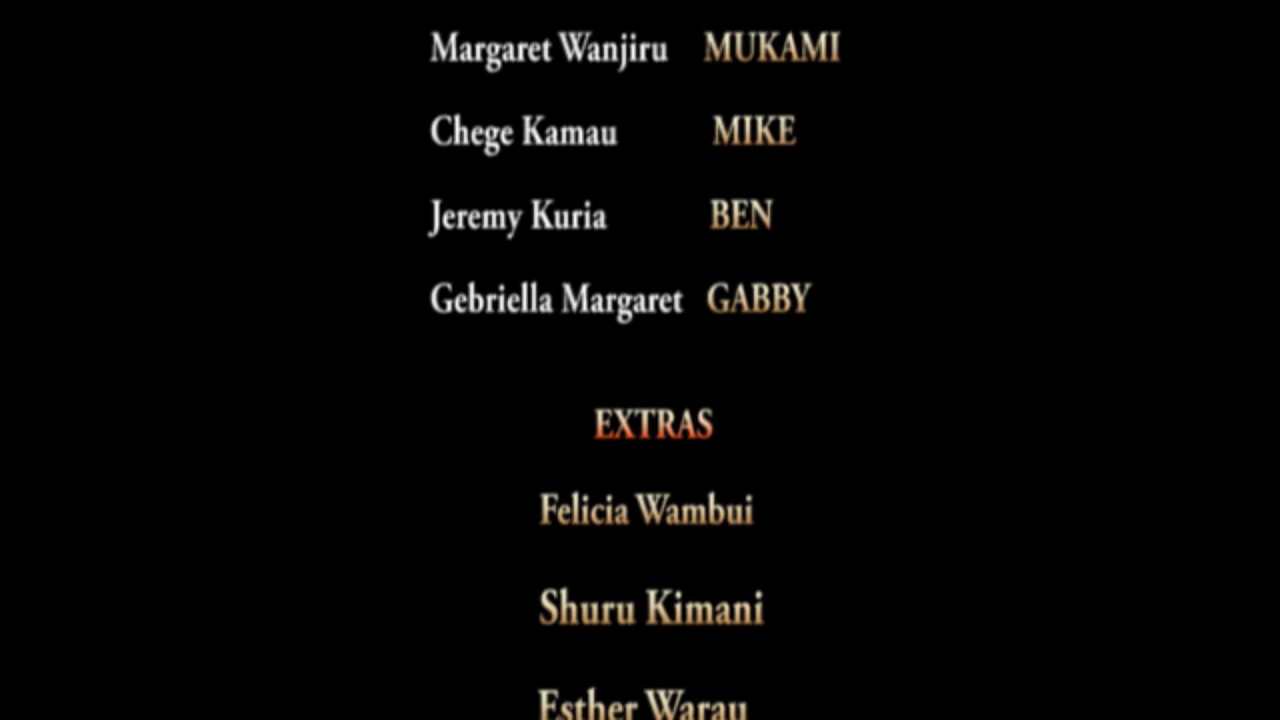 Margaret Wanjiru MUKAMI
Chege Kamau MIKE
Jeremy Kuria BEN
Gebriella Margaret GABBY
EXTRAS
Felicia Wambui
Shuru Kimani
Esther Warau